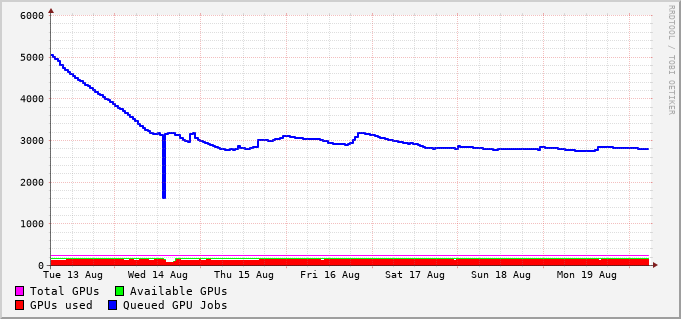 6000
5000
4000
3000
2000
1000
0
Tue 13 Aug Wed 14 Aug Thu 15 Aug Fri 16 Aug Sat 17 Aug Sun 18 Aug Mon 19 Aug
Total GPUs Available GPUs
GPUs used Queued GPU Jobs
RRDTOOL / TOBI OETIKER